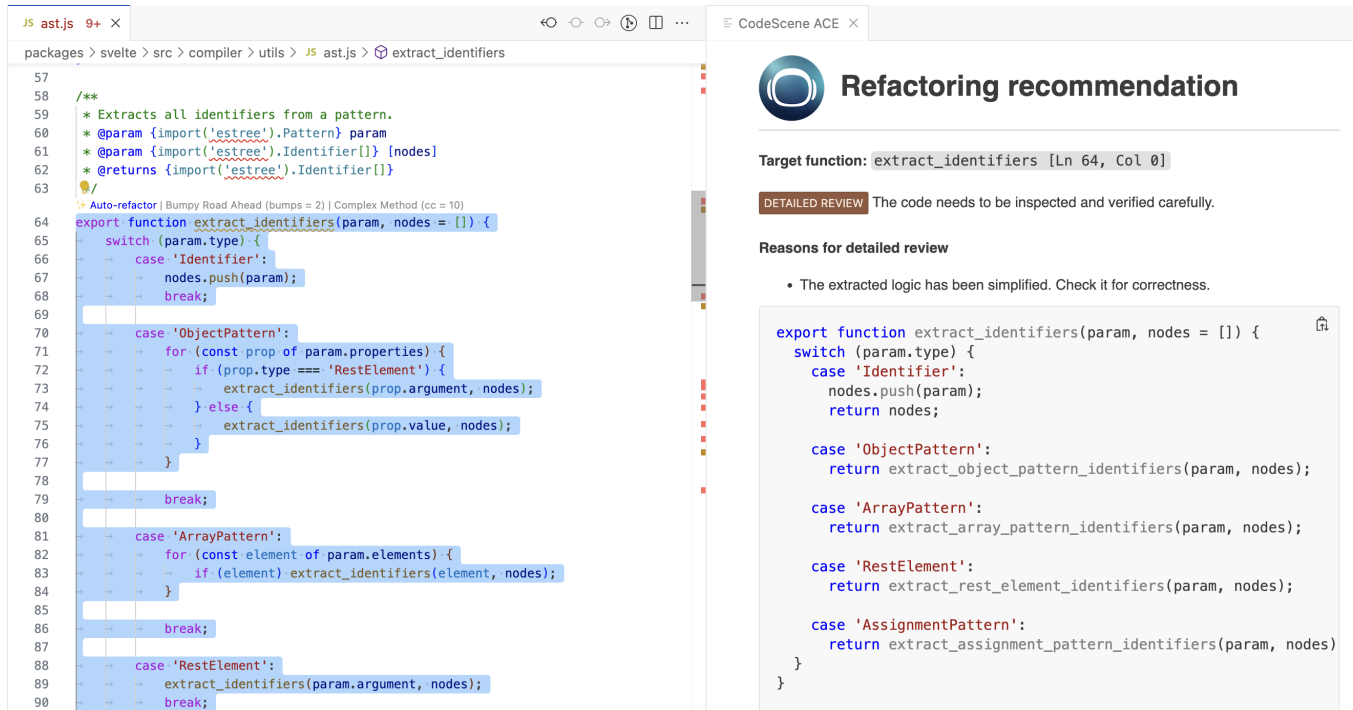 JS ast.js 9+ ×
packages > svelte > src > compiler > utils > JS ast.js > extract_identifiers
57
58 /**
59 * Extracts all identifiers from a pattern.
60 * @param {import('estree').Pattern} param
61 * @param {import('estree').Identifier[]} [nodes]
62 * @returns {import('estree').Identifier[]}
63 */
Auto-refactor | Bumpy Road Ahead (bumps = 2) | Complex Method (cc = 10)
64 export function extract_identifiers(param, nodes = []) {
65 switch (param.type) {
66 case 'Identifier':
67 nodes.push(param);
68 break;
69
70 case 'ObjectPattern':
71 for (const prop of param.properties) {
72 if (prop.type === 'RestElement') {
73 extract_identifiers(prop.argument, nodes);
74 } else {
75 extract_identifiers(prop.value, nodes);
76 }
77 }
78
79 break;
80
81 case 'ArrayPattern':
82 for (const element of param.elements) {
83 if (element) extract_identifiers(element, nodes);
84 }
85
86 break;
87
88 case 'RestElement':
89 extract_identifiers(param.argument, nodes);
90 break;
CodeScene ACE ×
Refactoring recommendation
Target function: extract_identifiers [Ln 64, Col 0]
DETAILED REVIEW The code needs to be inspected and verified carefully.
Reasons for detailed review
• The extracted logic has been simplified. Check it for correctness.
export function extract_identifiers(param, nodes = []) {
switch (param.type) {
case 'Identifier':
nodes.push(param);
return nodes;
case 'ObjectPattern':
return extract_object_pattern_identifiers(param, nodes);
case 'ArrayPattern':
return extract_array_pattern_identifiers(param, nodes);
case 'RestElement':
return extract_rest_element_identifiers(param, nodes);
case 'AssignmentPattern':
return extract_assignment_pattern_identifiers(param, nodes)
}
}